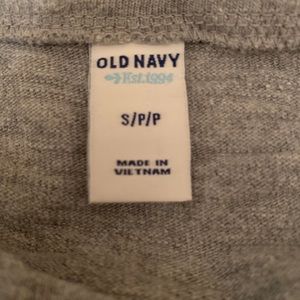 OLD NAVY
Est.1994
S/P/P
MADE IN
VIETNAM